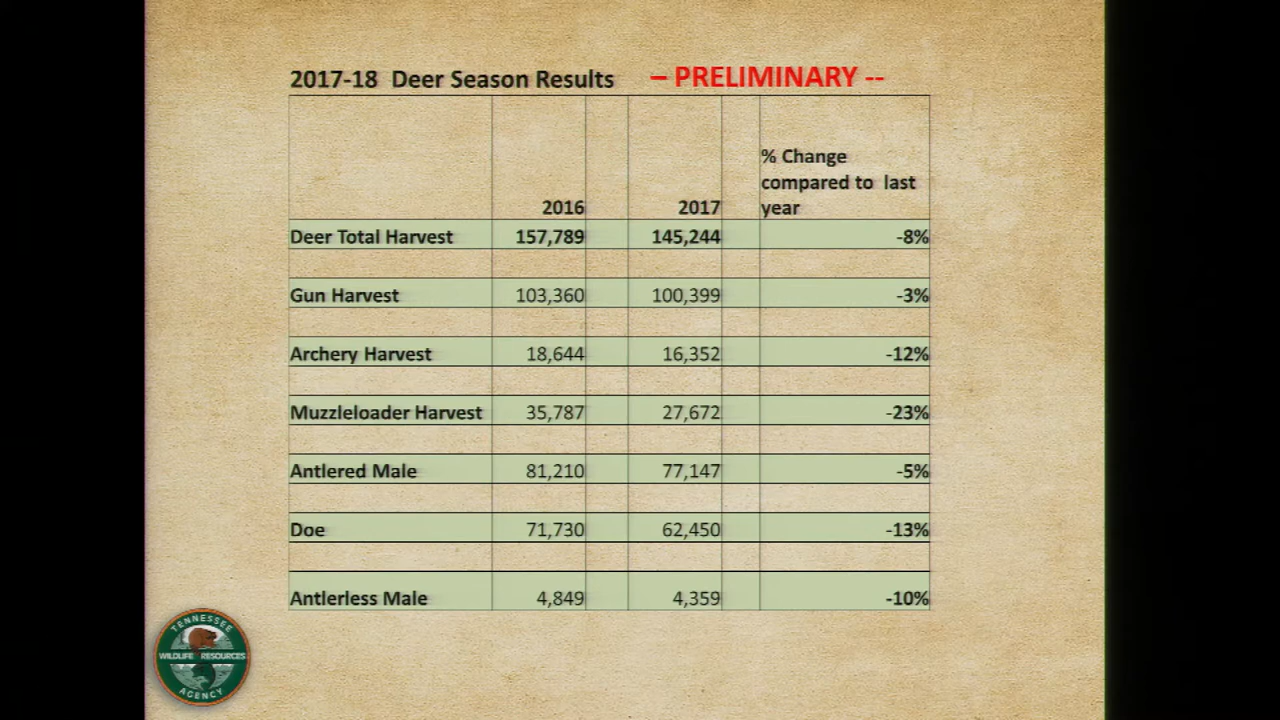 2017-18 Deer Season Results – PRELIMINARY --
2016 2017 % Change compared to last year
Deer Total Harvest 157,789 145,244 -8%
Gun Harvest 103,360 100,399 -3%
Archery Harvest 18,644 16,352 -12%
Muzzleloader Harvest 35,787 27,672 -23%
Antlered Male 81,210 77,147 -5%
Doe 71,730 62,450 -13%
Antlerless Male 4,849 4,359 -10%
TENNESSEE
WILDLIFE RESOURCES
AGENCY